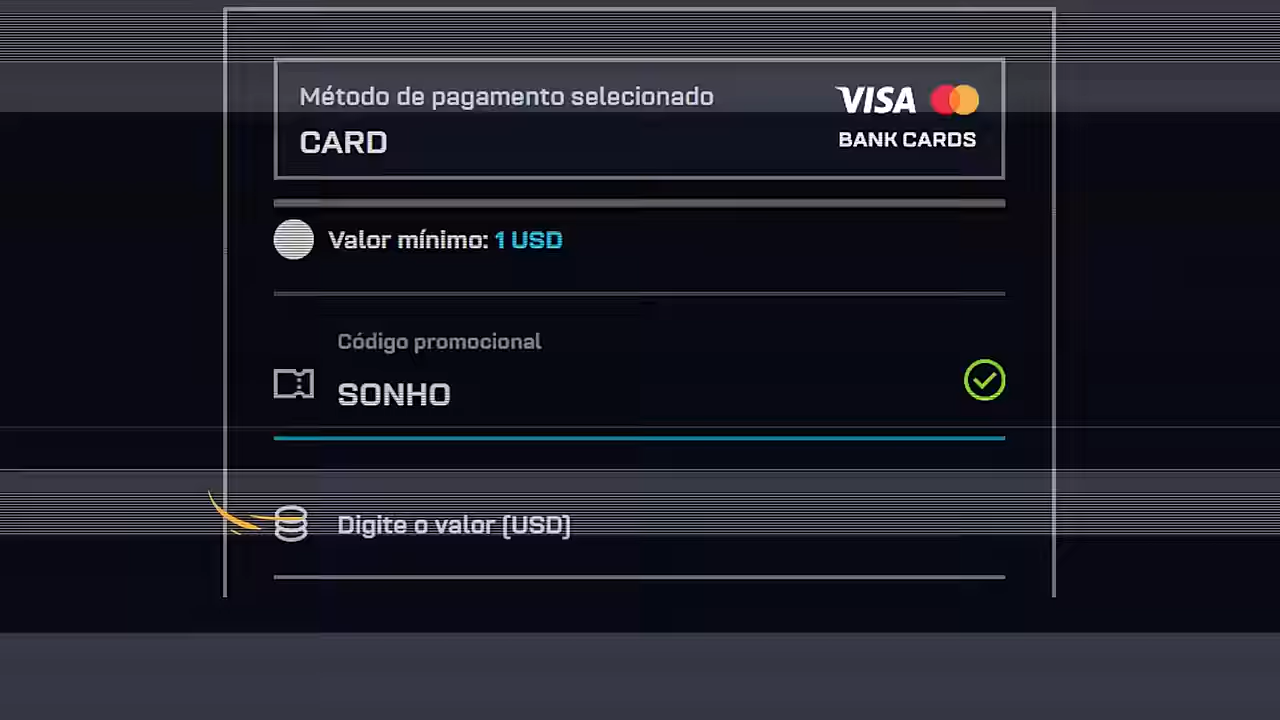 Método de pagamento selecionado
CARD
VISA
BANK CARDS
Valor mínimo: 1 USD
Código promocional
SONHO
Digite o valor (USD)